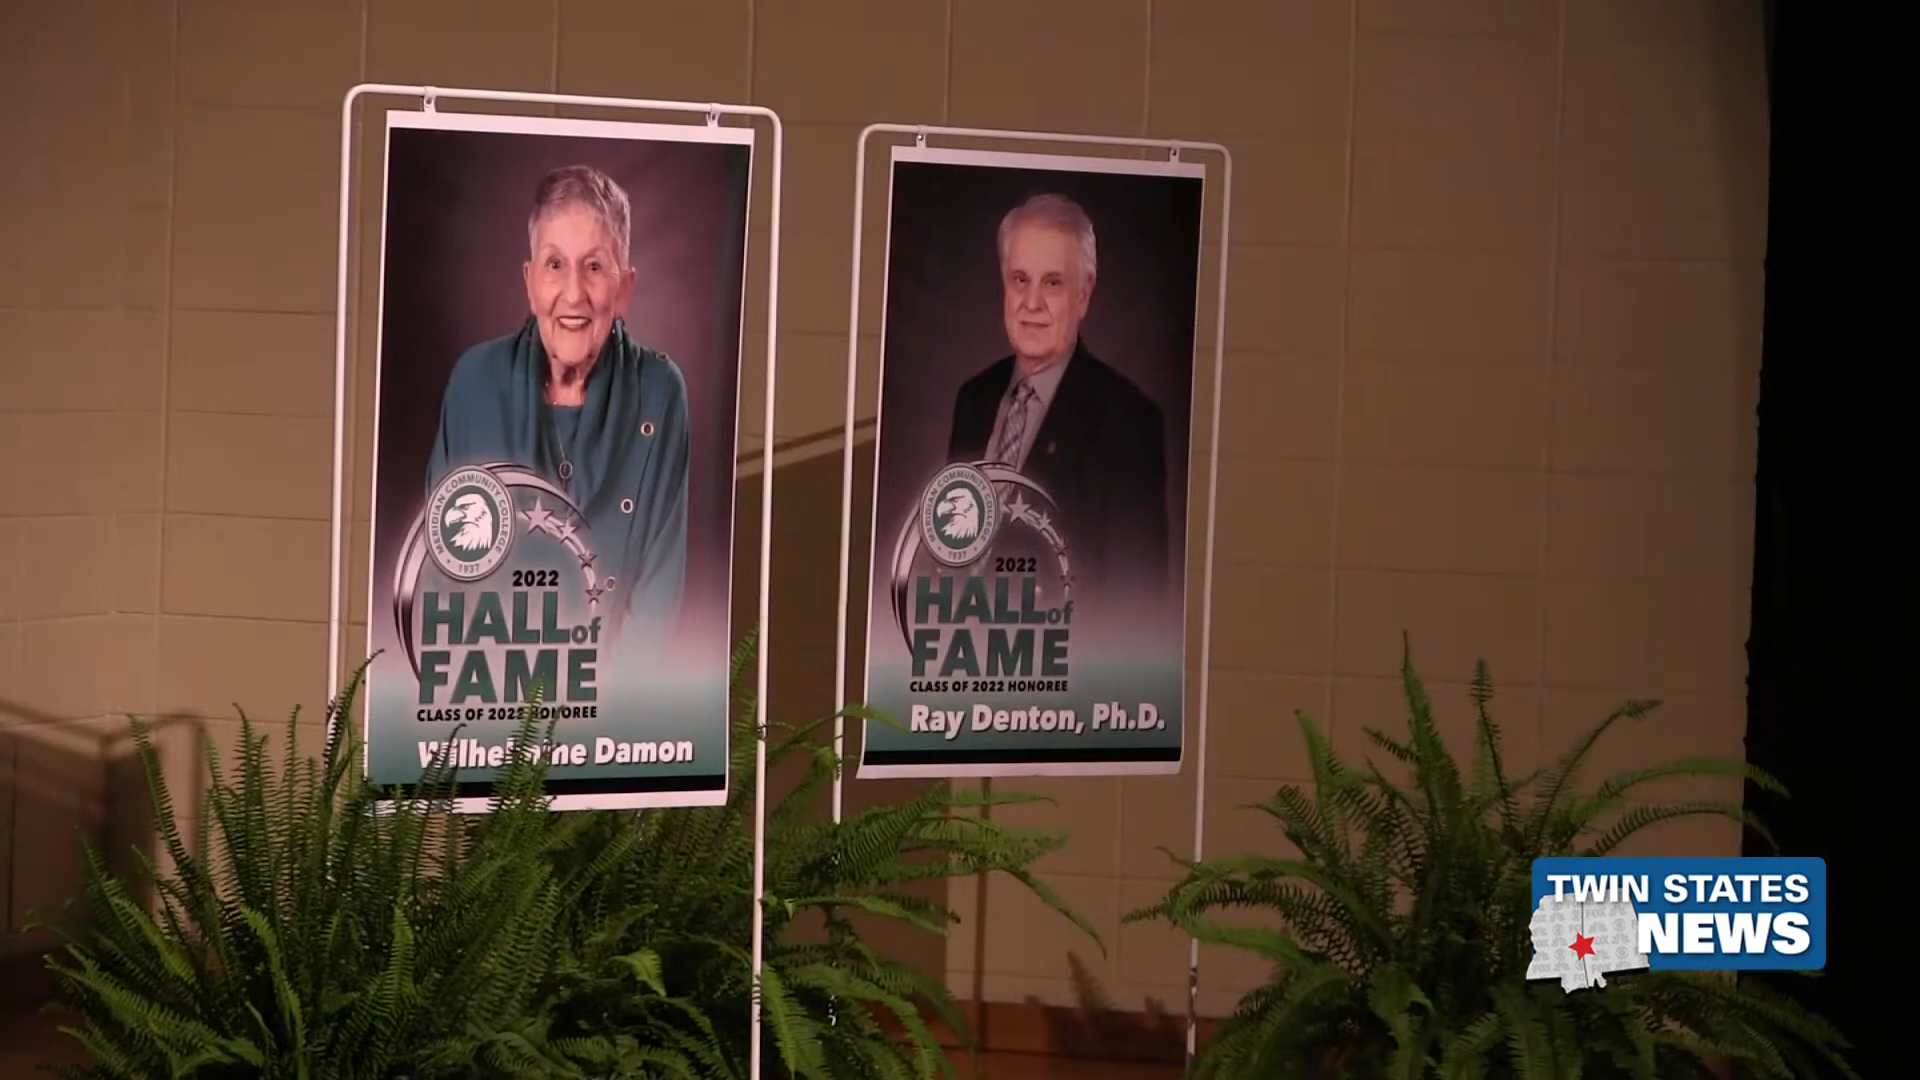 MERIDIAN COMMUNITY COLLEGE
1937
2022
HALL of
FAME
CLASS OF 2022 HONOREE
Wilhelmine Damon
MERIDIAN COMMUNITY COLLEGE
1937
2022
HALL of
FAME
CLASS OF 2022 HONOREE
Ray Denton, Ph.D.
TWIN STATES
NEWS